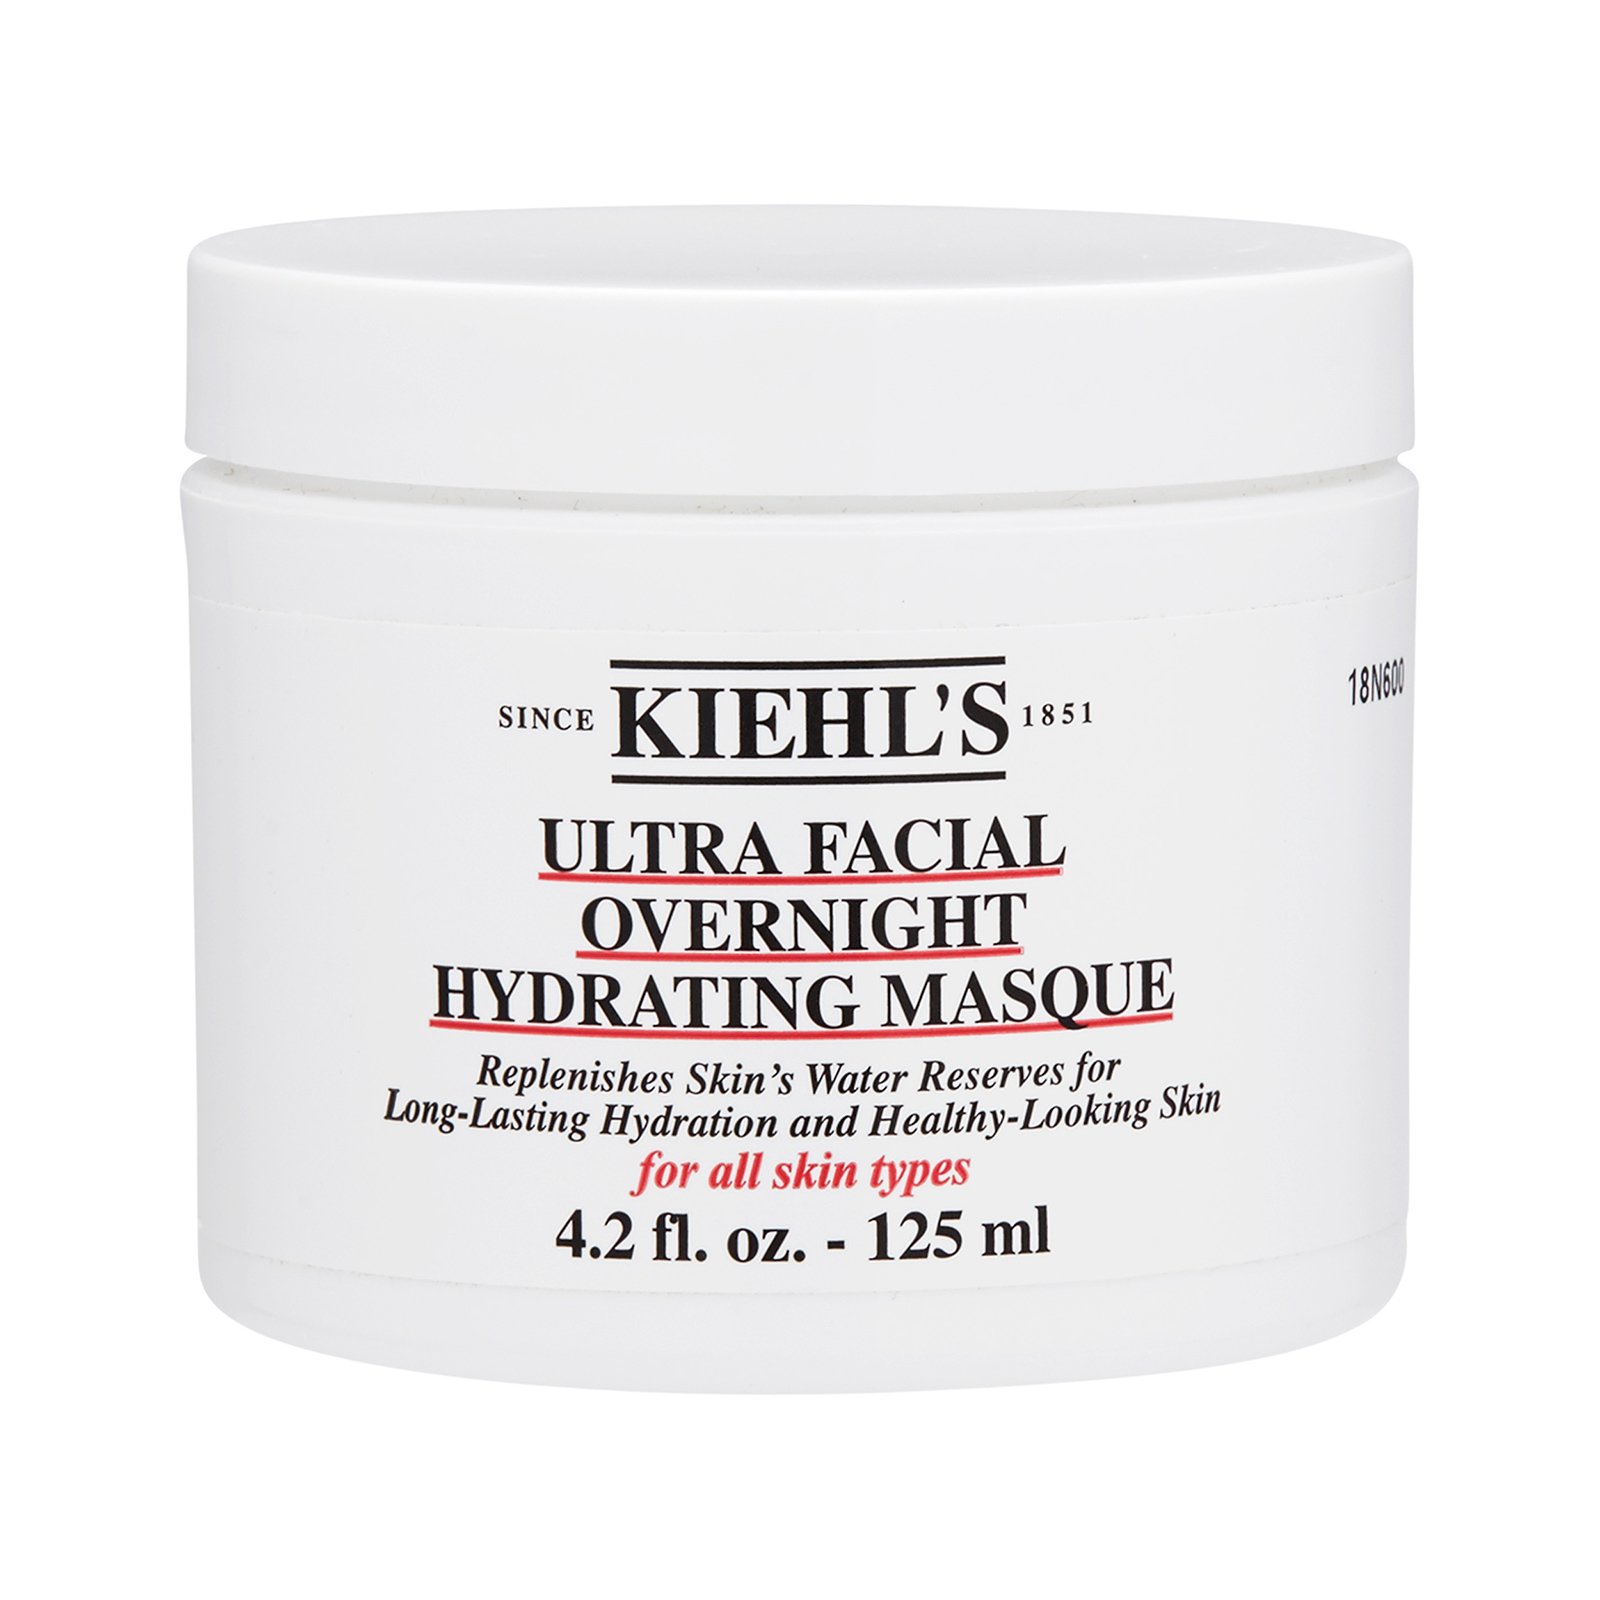 SINCE KIEHL'S 1851
18N600
ULTRA FACIAL
OVERNIGHT
HYDRATING MASQUE
Replenishes Skin's Water Reserves for
Long-Lasting Hydration and Healthy-Looking Skin
for all skin types
4.2 fl. oz. - 125 ml